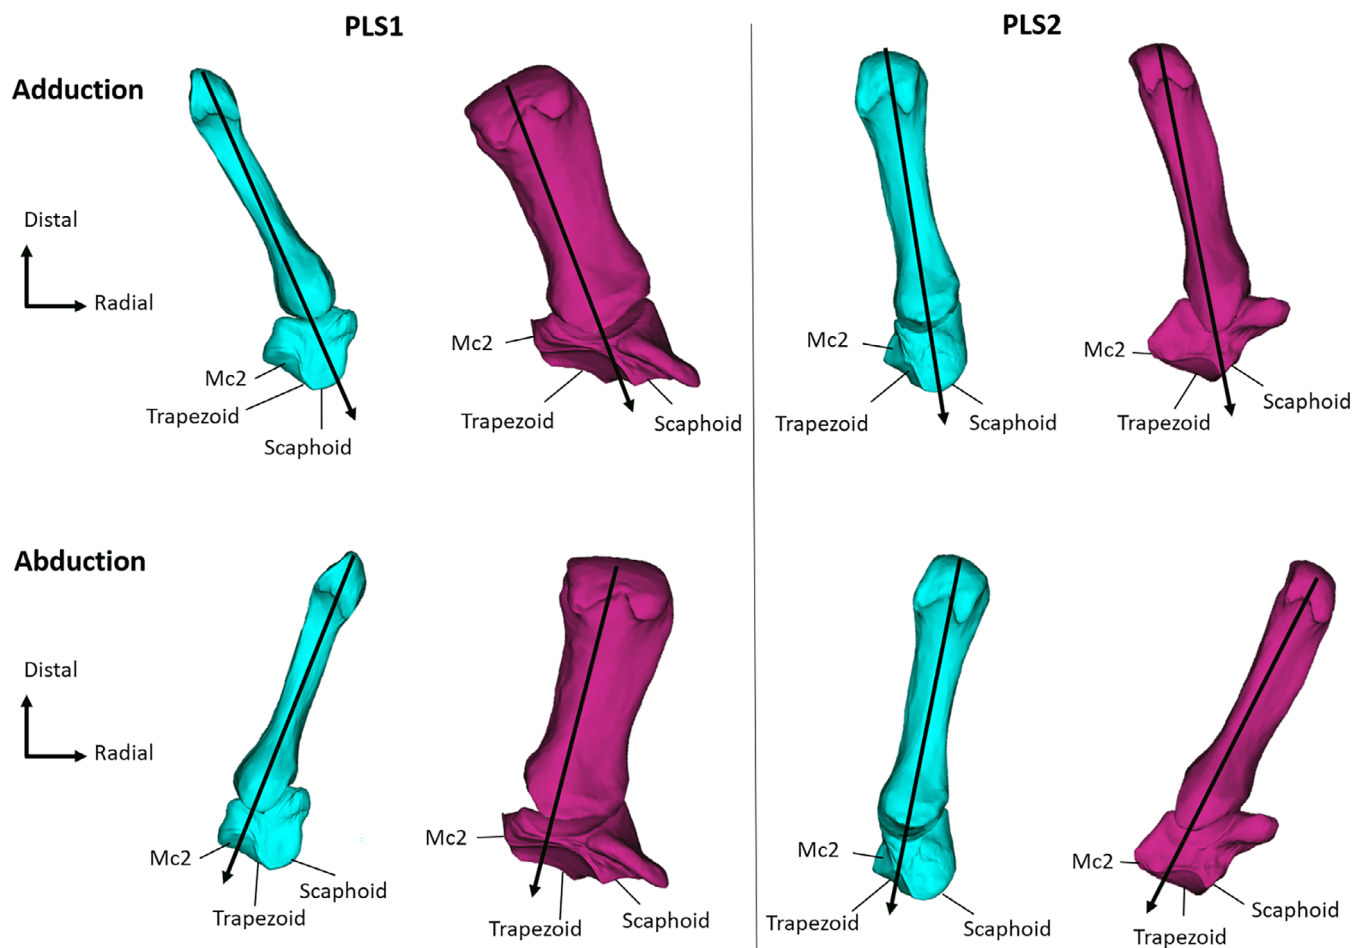 PLS1
PLS2
Adduction
Distal
Radial
Mc2
Trapezoid
Scaphoid
Mc2
Trapezoid
Scaphoid
Mc2
Trapezoid
Scaphoid
Mc2
Trapezoid
Scaphoid
Abduction
Distal
Radial
Mc2
Trapezoid
Scaphoid
Mc2
Trapezoid
Scaphoid
Mc2
Trapezoid
Scaphoid
Mc2
Trapezoid
Scaphoid